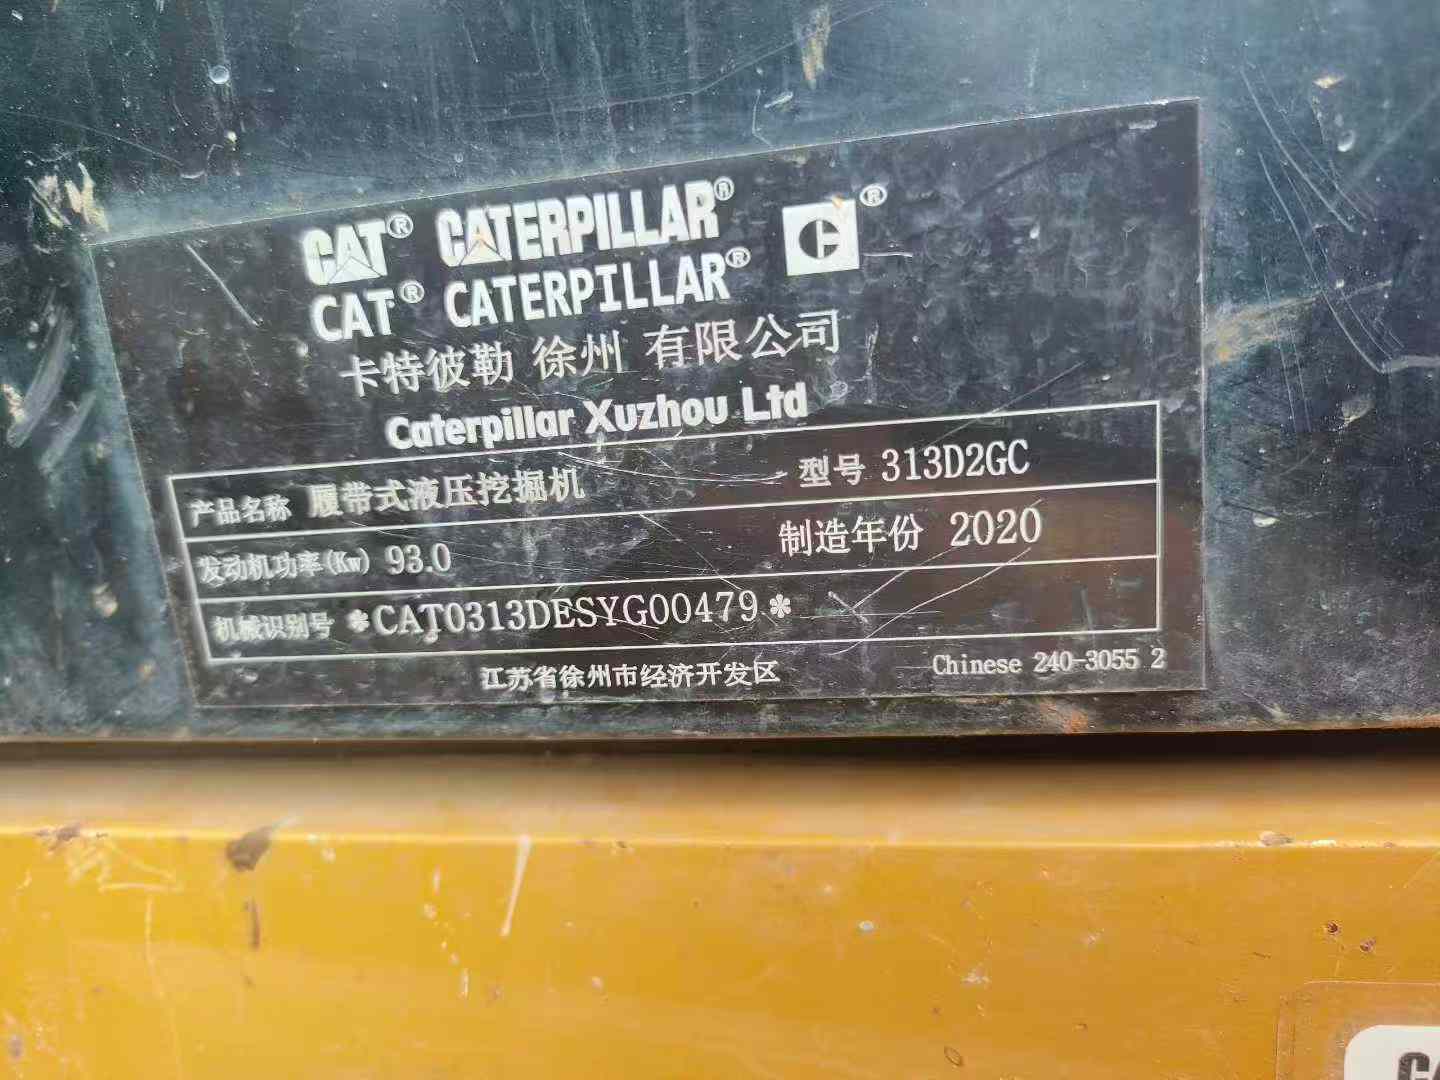 CAT® CATERPILLAR® C®
CAT® CATERPILLAR®
卡特彼勒 徐州 有限公司
Caterpillar Xuzhou Ltd
产品名称 履带式液压挖掘机 型号 313D2GC
发动机功率(Kw) 93.0 制造年份 2020
机械识别号 *CAT0313DESYG00479*
江苏省徐州市经济开发区 Chinese 240-3055 2
CA